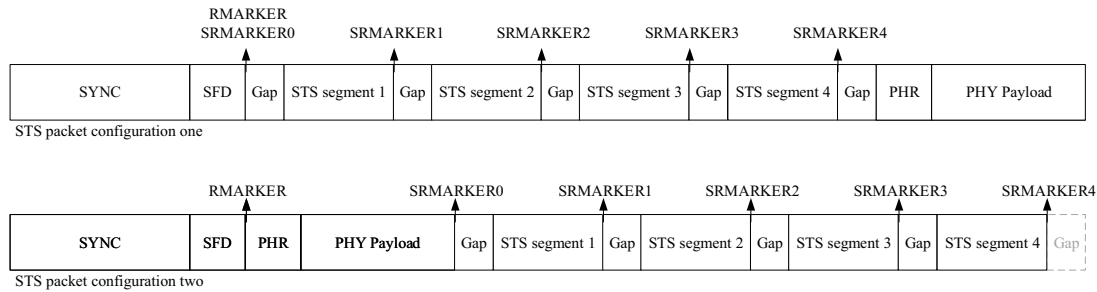 RMARKER
SRMARKER0 SRMARKER1 SRMARKER2 SRMARKER3 SRMARKER4
SYNC SFD Gap STS segment 1 Gap STS segment 2 Gap STS segment 3 Gap STS segment 4 Gap PHR PHY Payload
STS packet configuration one
RMARKER SRMARKER0 SRMARKER1 SRMARKER2 SRMARKER3 SRMARKER4
SYNC SFD PHR PHY Payload Gap STS segment 1 Gap STS segment 2 Gap STS segment 3 Gap STS segment 4 Gap
STS packet configuration two